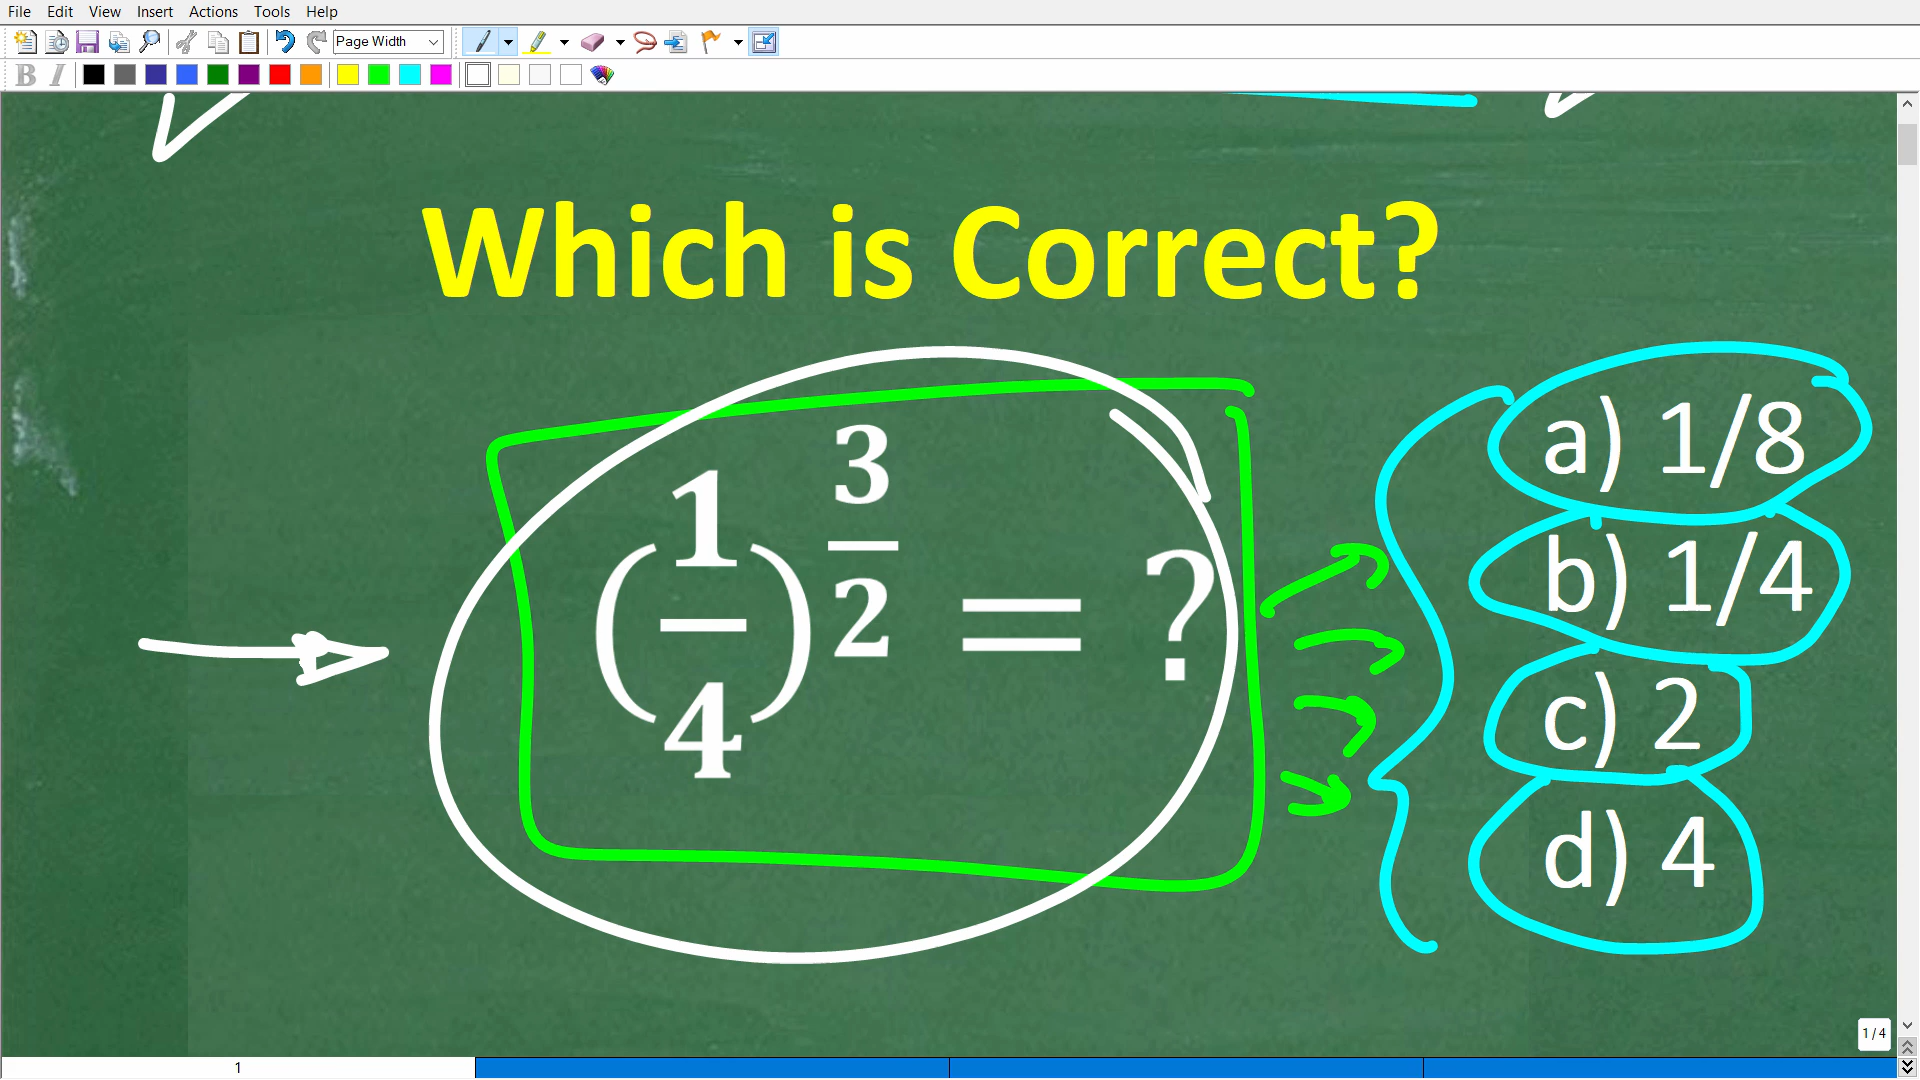 File Edit View Insert Actions Tools Help
Page Width
B I
Which is Correct?
(1/4)^(3/2) = ?
a) 1/8
b) 1/4
c) 2
d) 4
1 / 4
1